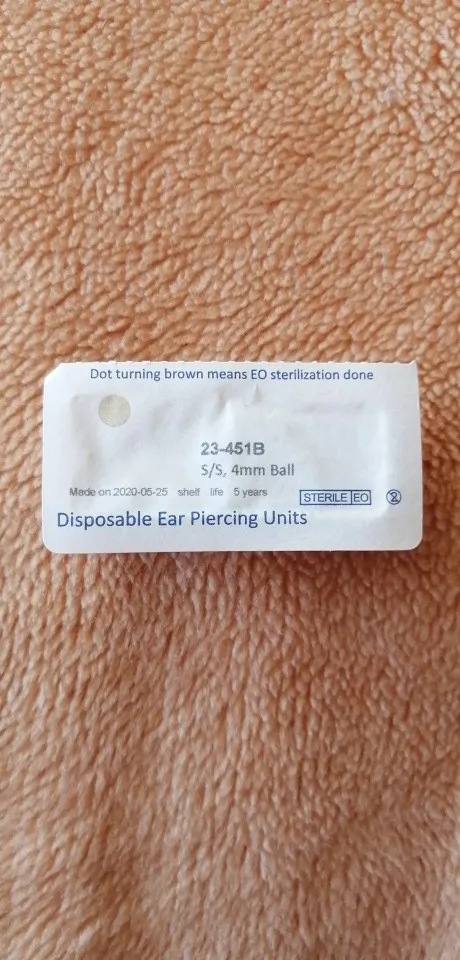 Dot turning brown means EO sterilization done
23-451B
S/S, 4mm Ball
Made on 2020-05-25 shelf life 5 years STERILE EO 2
Disposable Ear Piercing Units